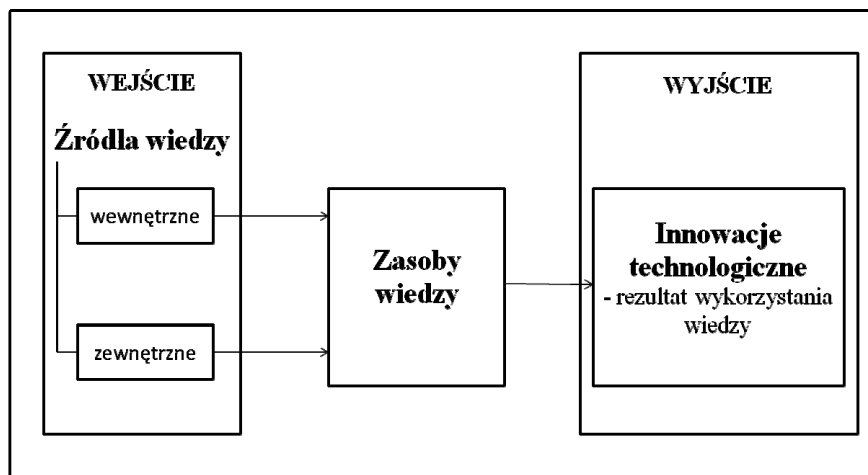 WEJŚCIE
Źródła wiedzy
wewnętrzne
zewnętrzne
Zasoby
wiedzy
WYJŚCIE
Innowacje
technologiczne
- rezultat wykorzystania
wiedzy